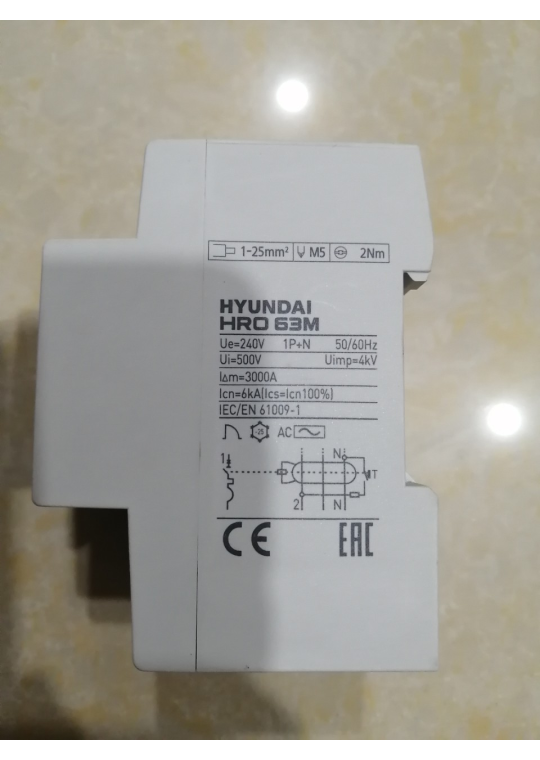 1-25mm² M5 2Nm
HYUNDAI
HRO 63M
Ue=240V 1P+N 50/60Hz
Ui=500V Uimp=4kV
I∆m=3000A
Icn=6kA(Ics=Icn100%)
IEC/EN 61009-1
-25 AC
1 N
T
2 N
CE EAC